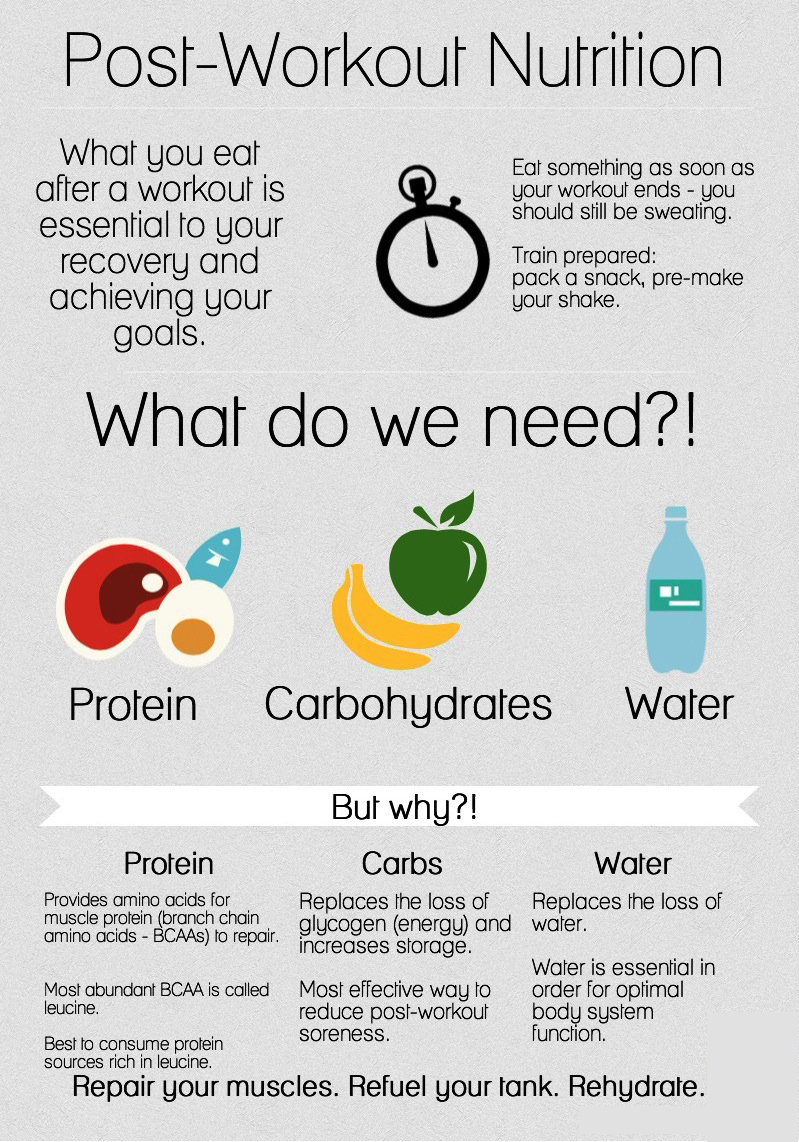 Post-Workout Nutrition
What you eat
after a workout is
essential to your
recovery and
achieving your
goals.
Eat something as soon as
your workout ends - you
should still be sweating.
Train prepared:
pack a snack, pre-make
your shake.
What do we need?!
Protein
Carbohydrates
Water
But why?!
Protein
Provides amino acids for
muscle protein (branch chain
amino acids - BCAAs) to repair.
Most abundant BCAA is called
leucine.
Best to consume protein
sources rich in leucine.
Carbs
Replaces the loss of
glycogen (energy) and
increases storage.
Most effective way to
reduce post-workout
soreness.
Water
Replaces the loss of
water.
Water is essential in
order for optimal
body system
function.
Repair your muscles. Refuel your tank. Rehydrate.